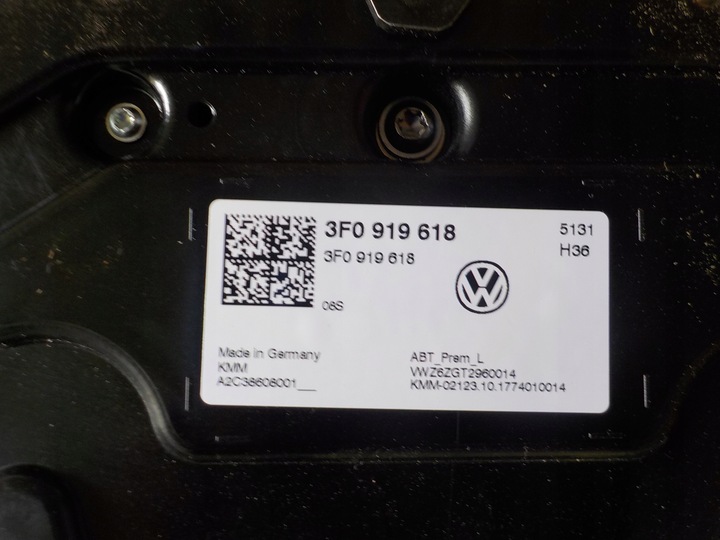 3F0 919 618
5131
3F0 919 618
H36
08S
Made in Germany
KMM
A2C38608001___
ABT_Prem_L
VWZ6ZGT2960014
KMM-02123.10.1774010014